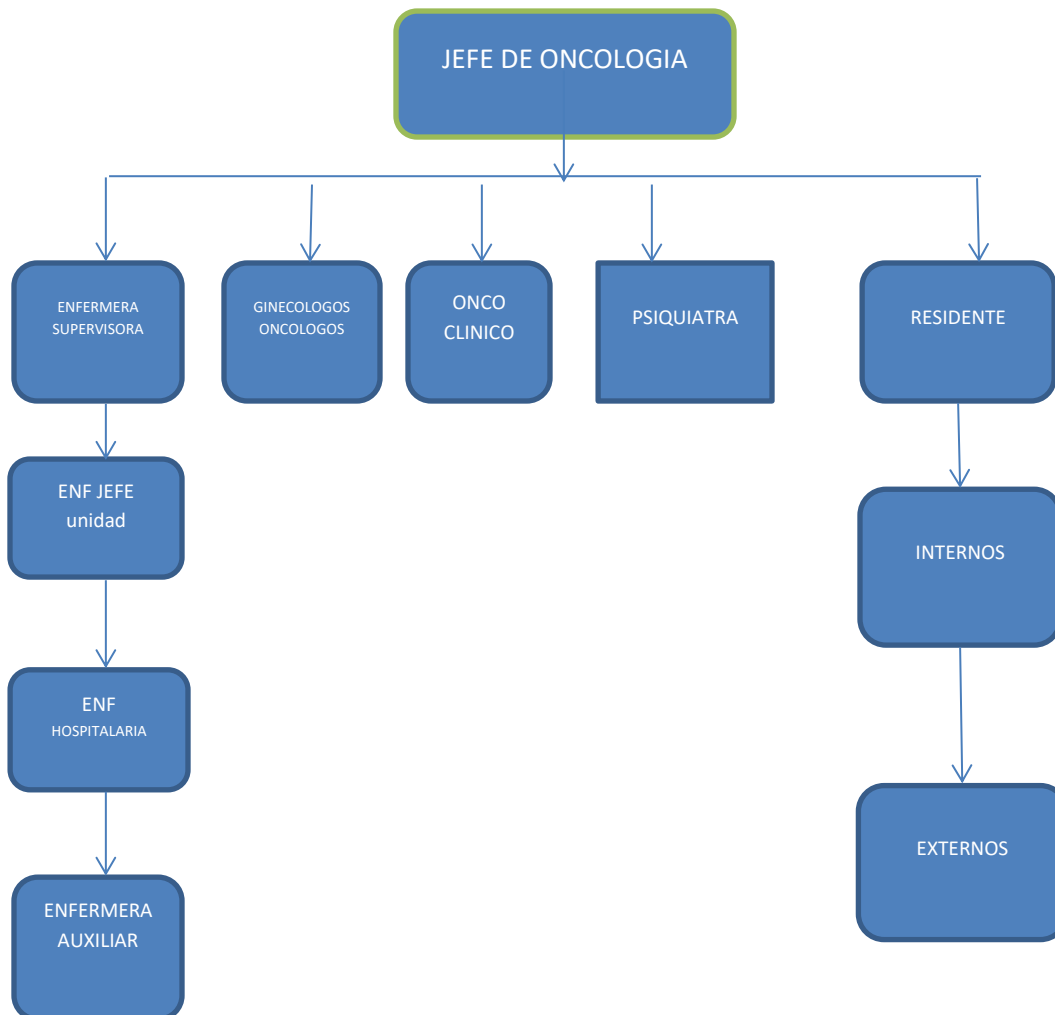 JEFE DE ONCOLOGIA
ENFERMERA
SUPERVISORA
GINECOLOGOS
ONCOLOGOS
ONCO
CLINICO
PSIQUIATRA
RESIDENTE
ENF JEFE
unidad
INTERNOS
ENF
HOSPITALARIA
EXTERNOS
ENFERMERA
AUXILIAR